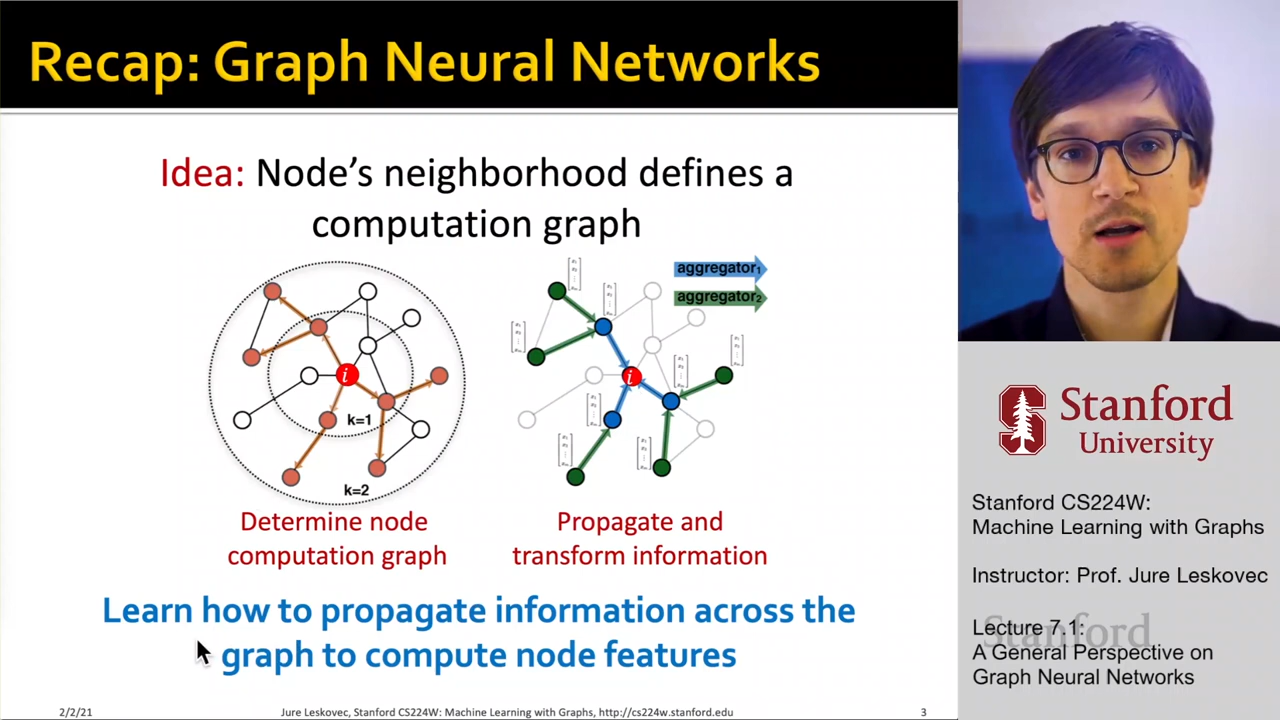 Recap: Graph Neural Networks
Idea: Node's neighborhood defines a
computation graph
aggregator₁
aggregator₂
i
i
k=1
k=2
Determine node
computation graph
Propagate and
transform information
Learn how to propagate information across the
graph to compute node features
2/2/21
Jure Leskovec, Stanford CS224W: Machine Learning with Graphs, http://cs224w.stanford.edu
3
Stanford
University
Stanford CS224W:
Machine Learning with Graphs
Instructor: Prof. Jure Leskovec
Stanford
Lecture 7.1:
A General Perspective on
Graph Neural Networks